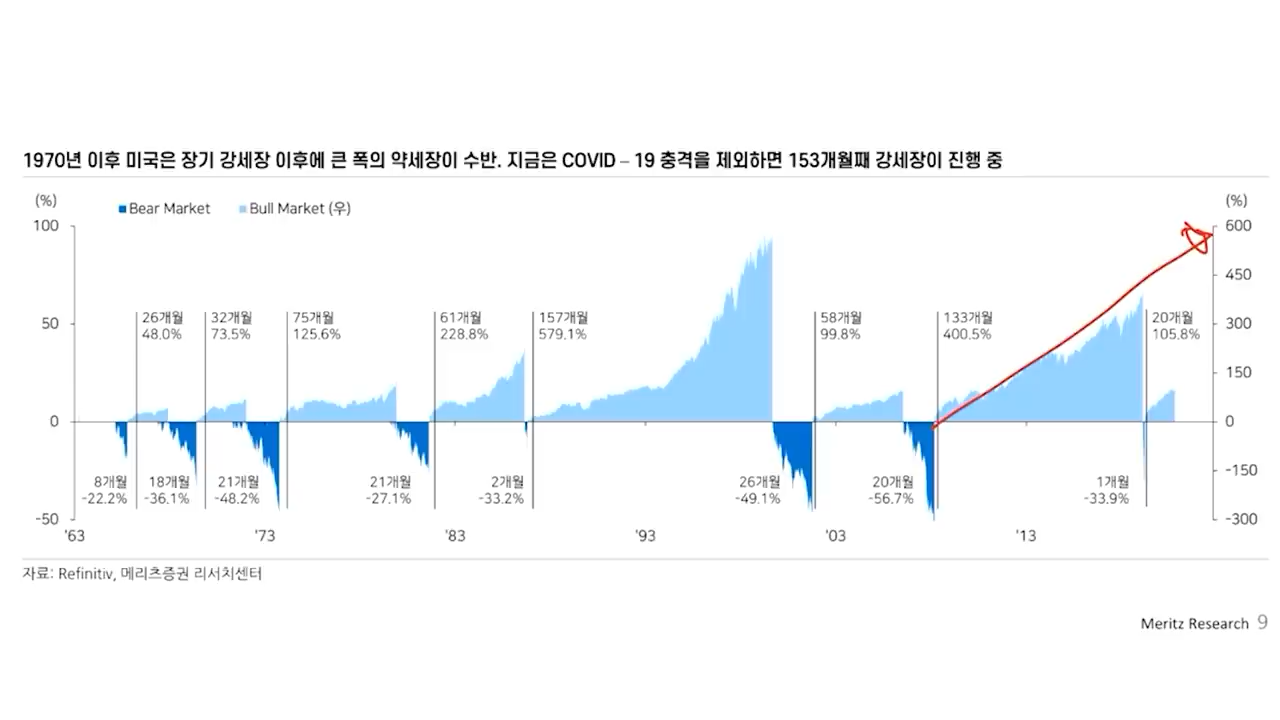 1970년 이후 미국은 장기 강세장 이후에 큰 폭의 약세장이 수반. 지금은 COVID – 19 충격을 제외하면 153개월째 강세장이 진행 중
(%)
Bear Market
Bull Market (우)
(%)
100
50
0
-50
600
450
300
150
0
-150
-300
26개월
48.0%
32개월
73.5%
75개월
125.6%
61개월
228.8%
157개월
579.1%
58개월
99.8%
133개월
400.5%
20개월
105.8%
8개월
-22.2%
18개월
-36.1%
21개월
-48.2%
21개월
-27.1%
2개월
-33.2%
26개월
-49.1%
20개월
-56.7%
1개월
-33.9%
'63
'73
'83
'93
'03
'13
자료: Refinitiv, 메리츠증권 리서치센터
Meritz Research 9